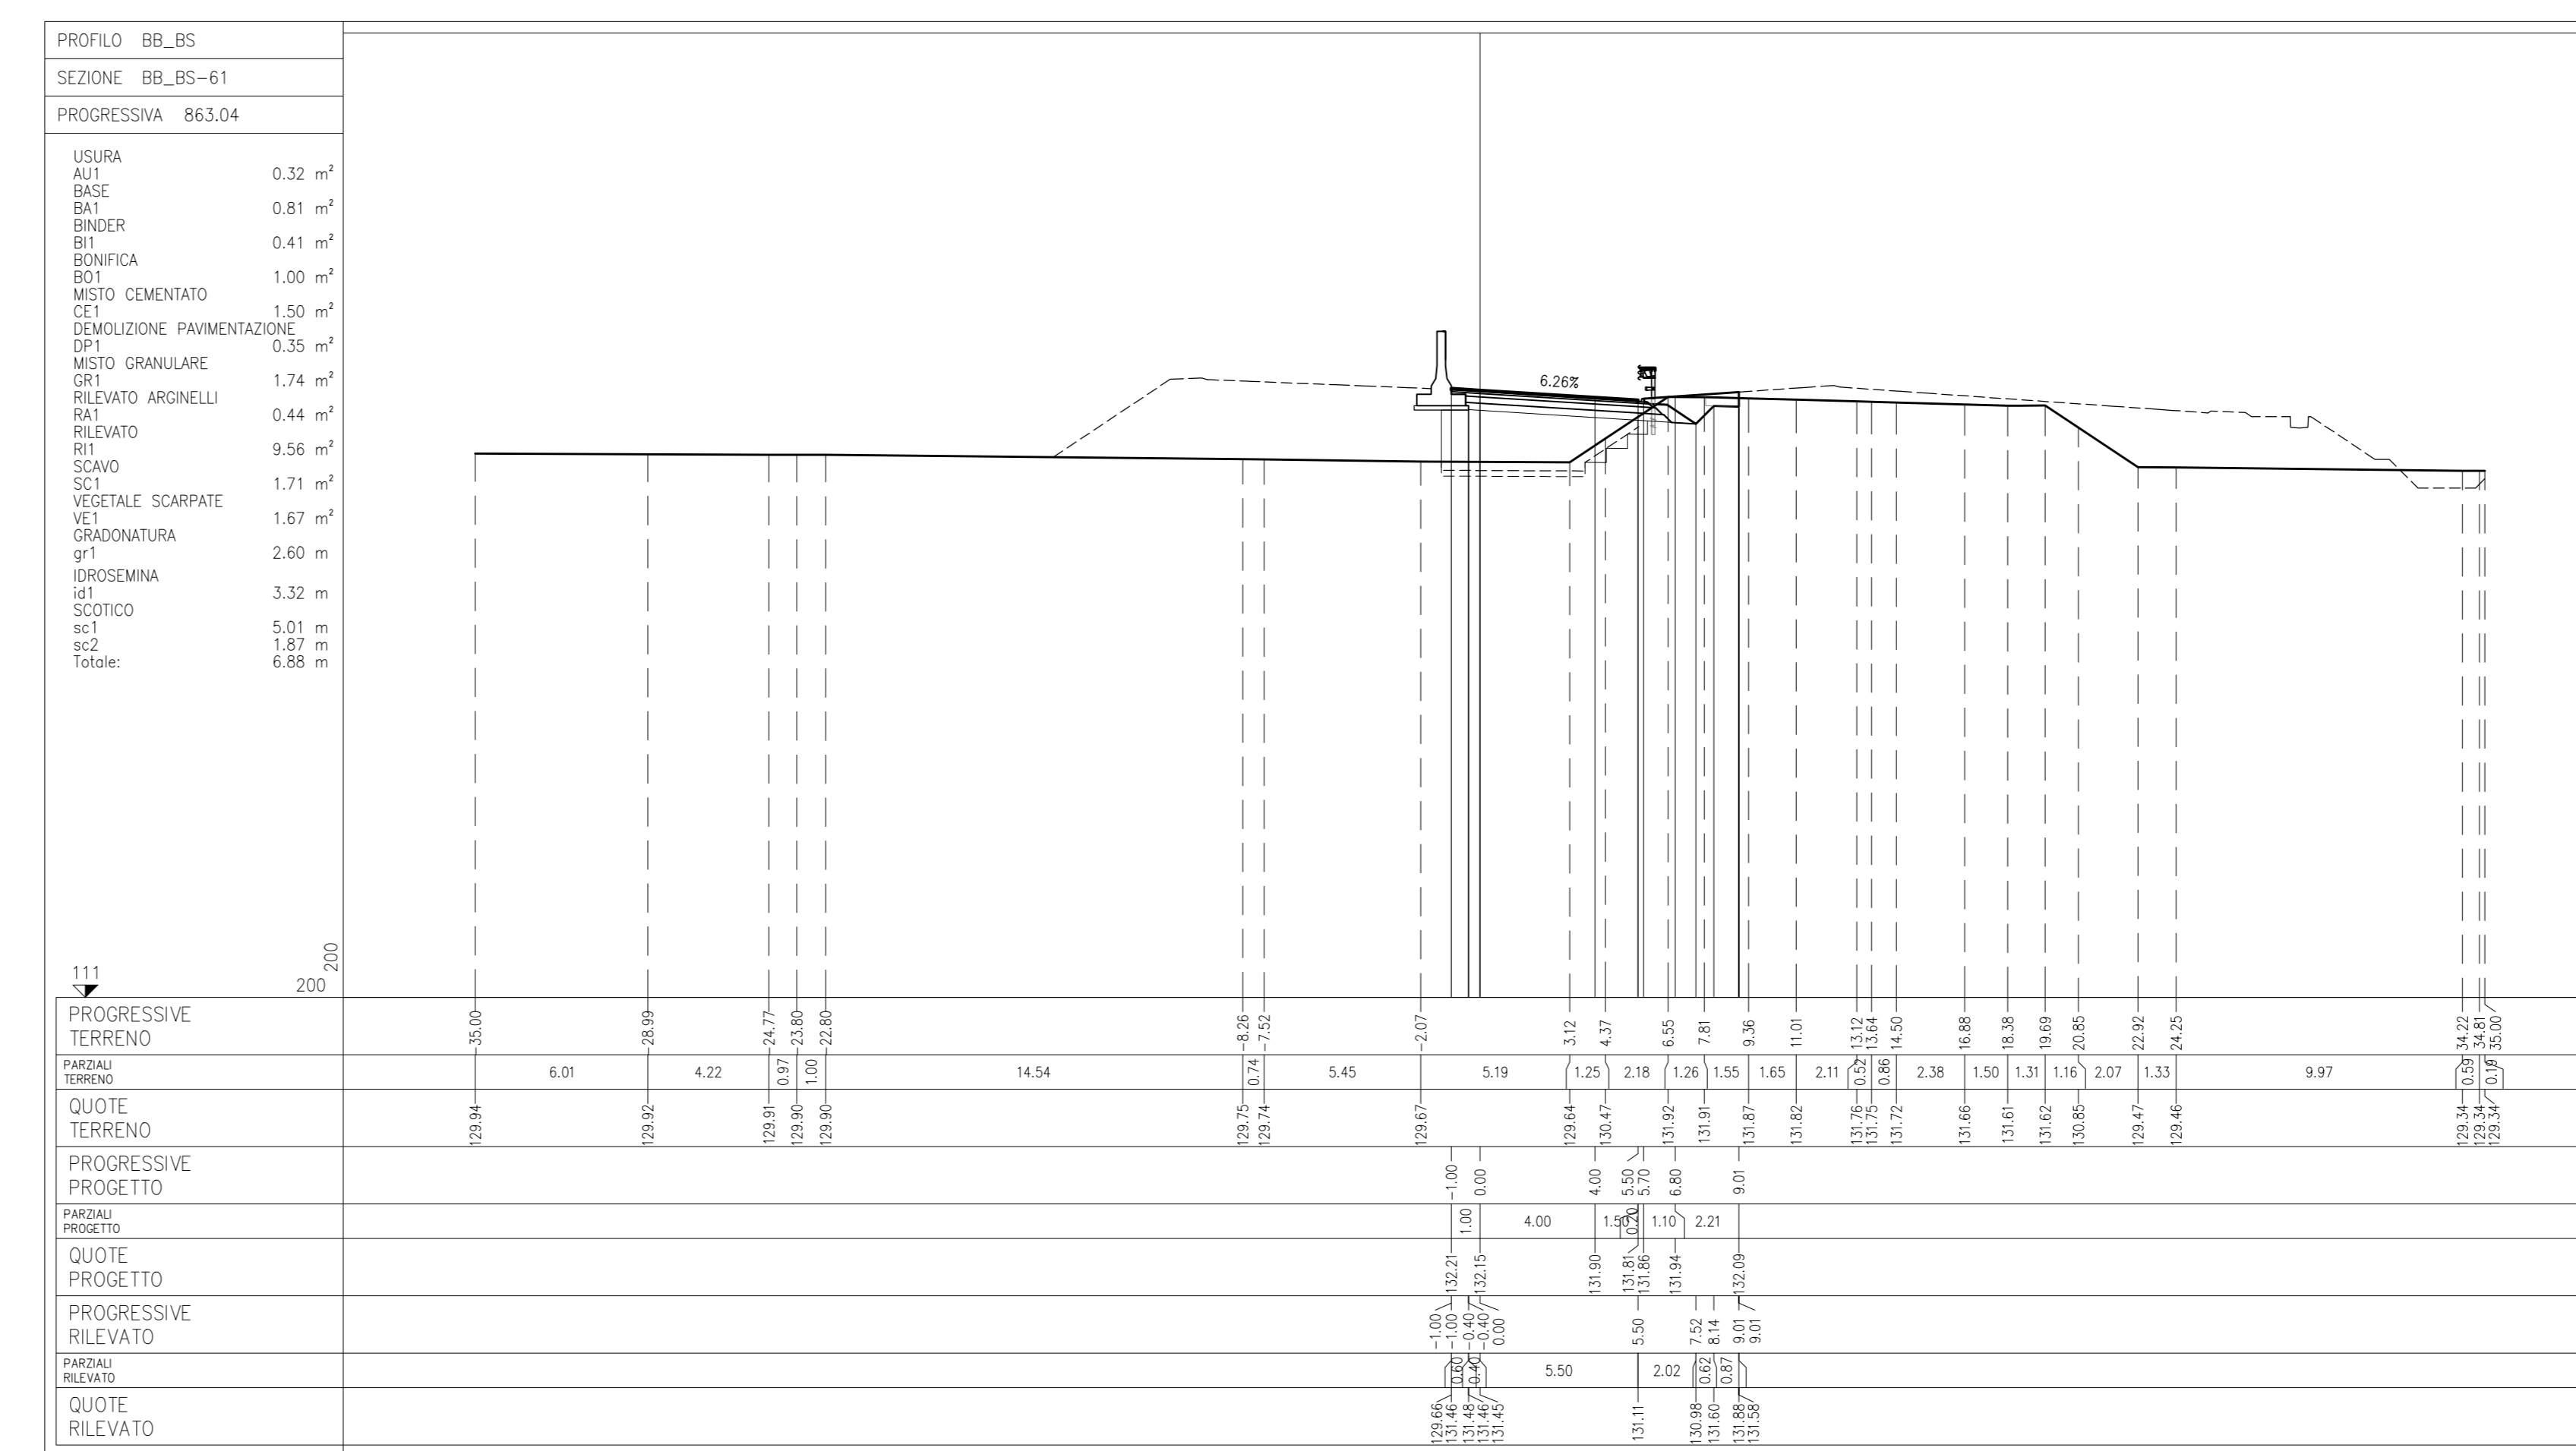 PROFILO BB_BS
SEZIONE BB_BS-61
PROGRESSIVA 863.04
USURA
AU1 0.32 m²
BASE
BA1 0.81 m²
BINDER
BI1 0.41 m²
BONIFICA
BO1 1.00 m²
MISTO CEMENTATO
CE1 1.50 m²
DEMOLIZIONE PAVIMENTAZIONE
DP1 0.35 m²
MISTO GRANULARE
GR1 1.74 m²
RILEVATO ARGINELLI
RA1 0.44 m²
RILEVATO
RI1 9.56 m²
SCAVO
SC1 1.71 m²
VEGETALE SCARPATE
VE1 1.67 m²
GRADONATURA
gr1 2.60 m
IDROSEMINA
id1 3.32 m
SCOTICO
sc1 5.01 m
sc2 1.87 m
Totale: 6.88 m
6.26%
111
200
200
PROGRESSIVE
TERRENO
-35.00 -28.99 -24.77 -23.80 -22.80 -8.26 -7.52 -2.07 3.12 4.37 6.55 7.81 9.36 11.01 13.12 13.64 14.50 16.88 18.38 19.69 20.85 22.92 24.25 34.22 34.81 35.00
PARZIALI
TERRENO
6.01 4.22 0.97 1.00 14.54 0.74 5.45 5.19 1.25 2.18 1.26 1.55 1.65 2.11 0.52 0.86 2.38 1.50 1.31 1.16 2.07 1.33 9.97 0.59 0.19
QUOTE
TERRENO
129.94 129.92 129.91 129.90 129.90 129.75 129.74 129.67 129.64 130.47 131.92 131.91 131.87 131.82 131.76 131.75 131.72 131.66 131.61 131.62 130.85 129.47 129.46 129.34 129.34 129.34
PROGRESSIVE
PROGETTO
-1.00 0.00 4.00 5.50 5.70 6.80 9.01
PARZIALI
PROGETTO
1.00 4.00 1.50 0.20 1.10 2.21
QUOTE
PROGETTO
132.21 132.15 131.90 131.81 131.86 131.94 132.09
PROGRESSIVE
RILEVATO
-1.00 -1.00 -0.40 -0.40 0.00 5.50 7.52 8.14 9.01 9.01
PARZIALI
RILEVATO
0.60 0.40 5.50 2.02 0.62 0.87
QUOTE
RILEVATO
129.66 131.46 131.48 131.46 131.45 131.11 130.98 131.60 131.88 131.58